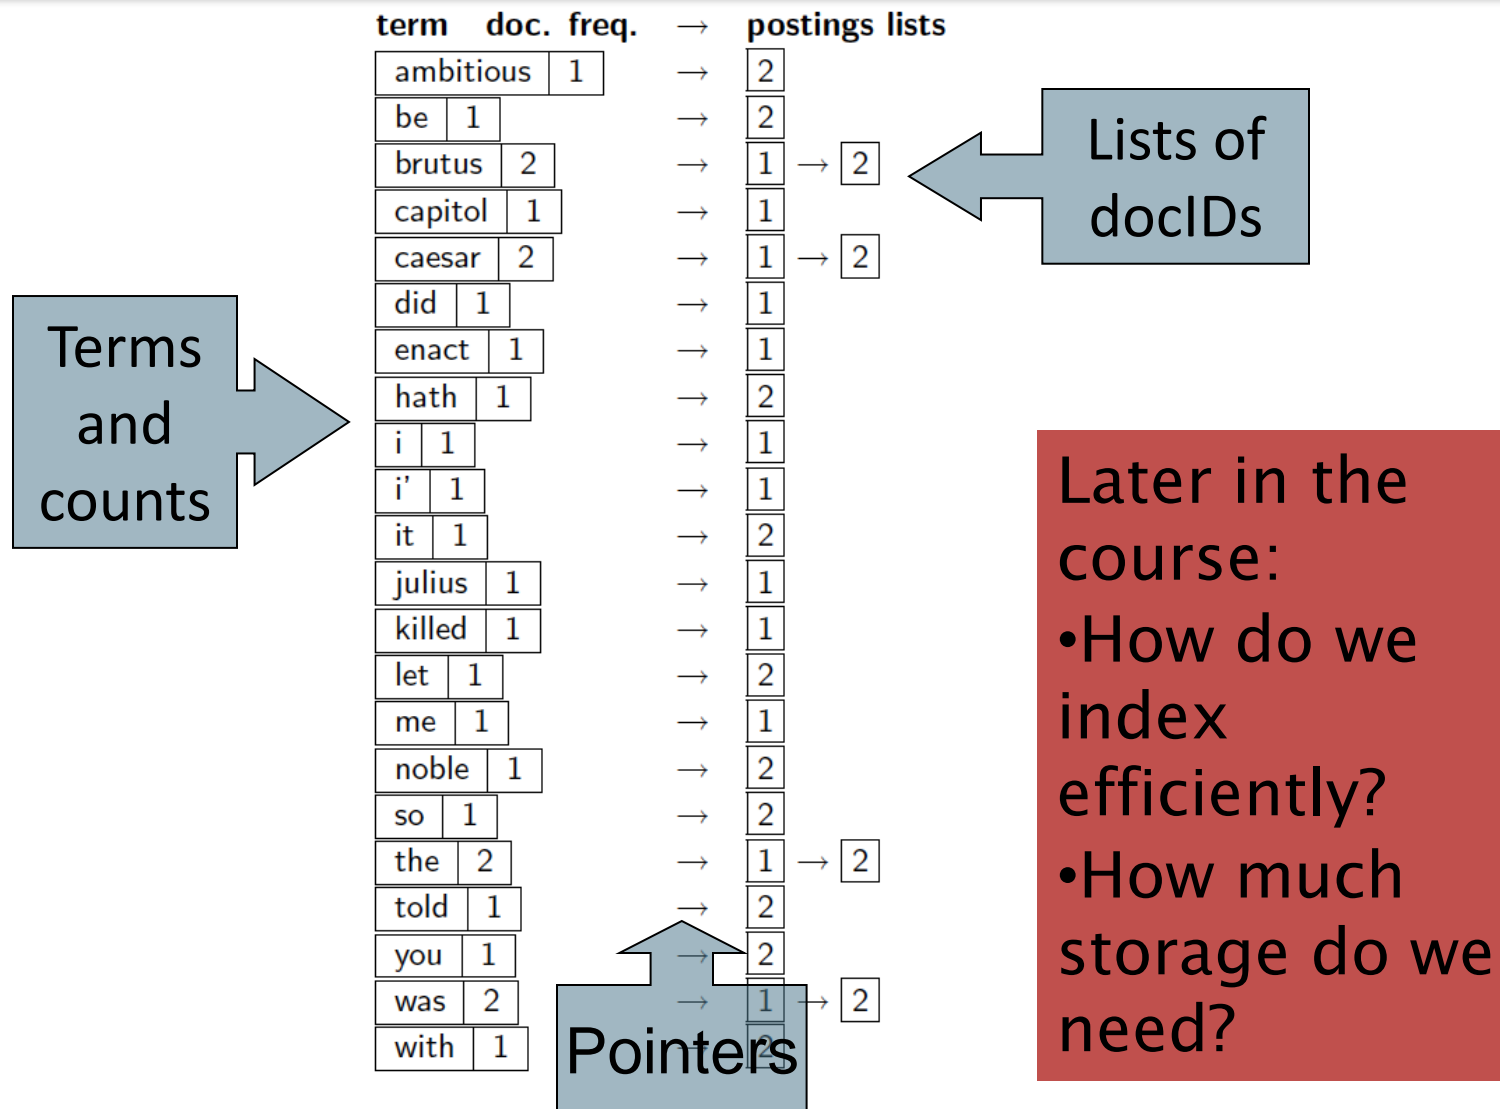 term doc. freq. → postings lists
ambitious 1 → 2
be 1 → 2
brutus 2 → 1 → 2
capitol 1 → 1
caesar 2 → 1 → 2
did 1 → 1
enact 1 → 1
hath 1 → 2
i 1 → 1
i' 1 → 1
it 1 → 2
julius 1 → 1
killed 1 → 1
let 1 → 2
me 1 → 1
noble 1 → 2
so 1 → 2
the 2 → 1 → 2
told 1 → 2
you 1 → 2
was 2 → 1 → 2
with 1 → 2
Terms
and
counts
Lists of
docIDs
Pointers
Later in the
course:
•How do we
index
efficiently?
•How much
storage do we
need?